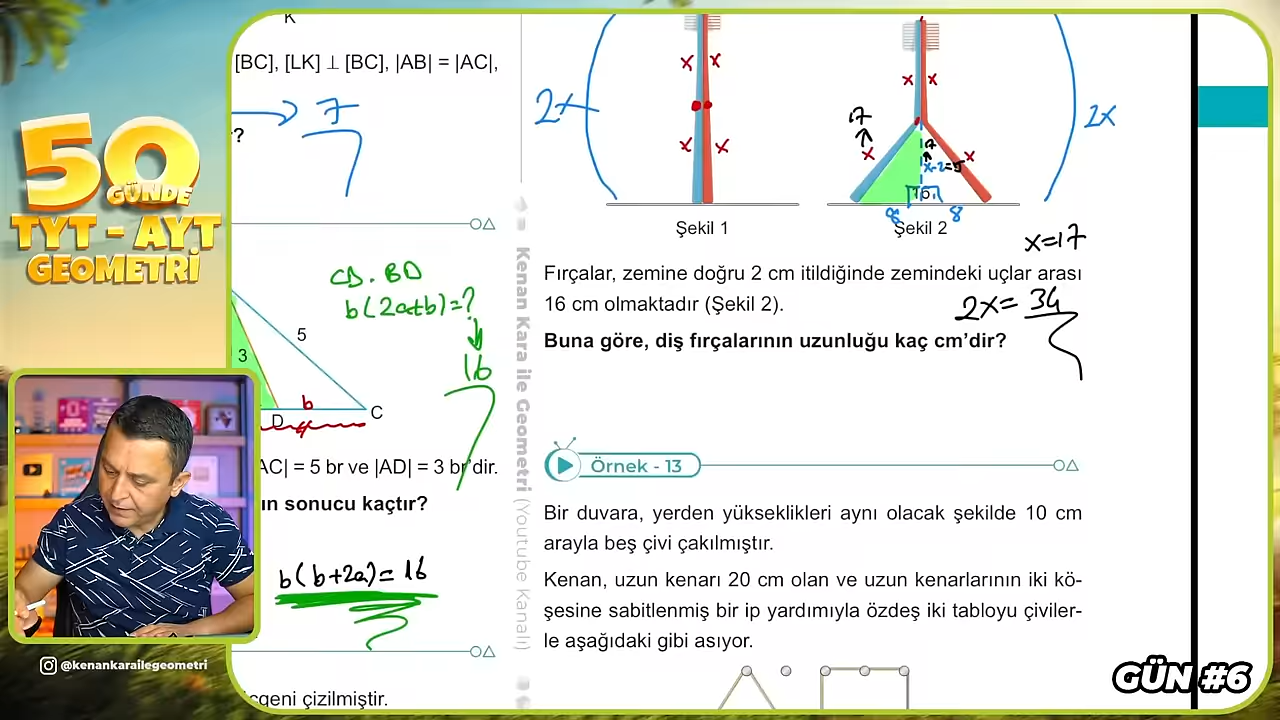 K
[BC], [LK] ⊥ [BC], |AB| = |AC|,
7
?
50
GÜNDE
TYT - AYT
GEOMETRİ
CD . BD
b(2a+b)=?
16
5
3
b
D
C
AC| = 5 br ve |AD| = 3 br'dir.
ın sonucu kaçtır?
b(b+2a)=16
geni çizilmiştir.
@kenankarailegeometri
Kenan Kara ile Geometri (Youtube Kanalı)
2x
x x
x x
Şekil 1
x x
17
x
17
x-2=15
x
8 8
2x
Şekil 2
x=17
Fırçalar, zemine doğru 2 cm itildiğinde zemindeki uçlar arası
16 cm olmaktadır (Şekil 2).
2x=34
Buna göre, diş fırçalarının uzunluğu kaç cm'dir?
Örnek - 13
Bir duvara, yerden yükseklikleri aynı olacak şekilde 10 cm
arayla beş çivi çakılmıştır.
Kenan, uzun kenarı 20 cm olan ve uzun kenarlarının iki kö-
şesine sabitlenmiş bir ip yardımıyla özdeş iki tabloyu çiviler-
le aşağıdaki gibi asıyor.
GÜN #6